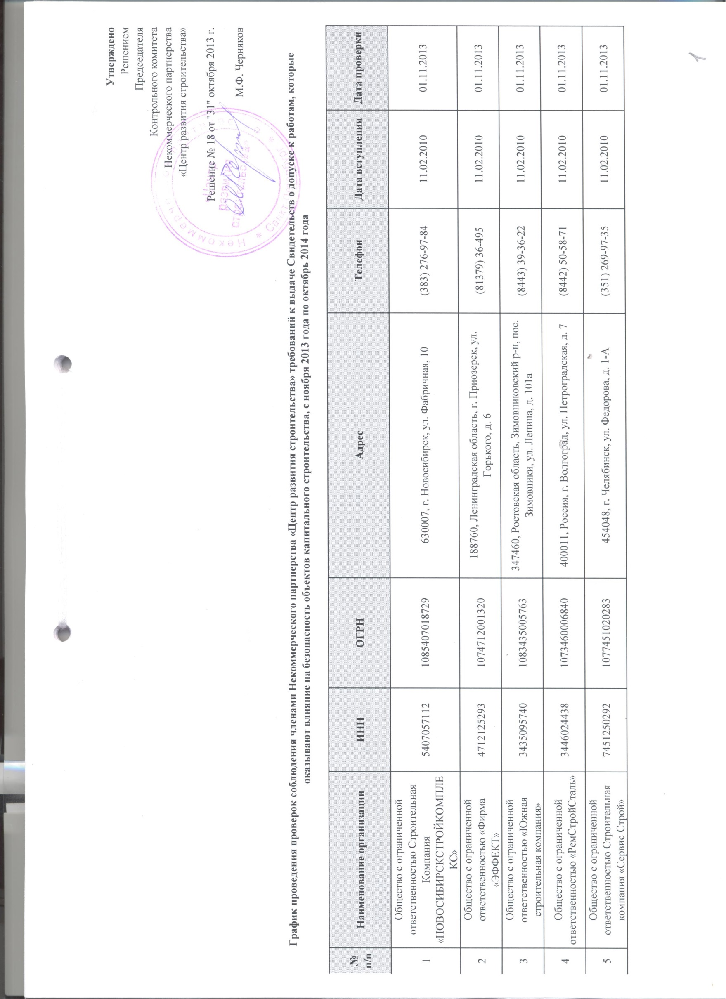 Утверждено
Решением
Председателя
Контрольного комитета
Некоммерческого партнерства
«Центр развития строительства»
Решение № 18 от "31" октября 2013 г.
М.Ф. Черняков
График проведения проверок соблюдения членами Некоммерческого партнерства «Центр развития строительства» требований к выдаче Свидетельств о допуске к работам, которые
оказывают влияние на безопасность объектов капитального строительства, с ноября 2013 года по октябрь 2014 года
№ п/п Наименование организации ИНН ОГРН Адрес Телефон Дата вступления Дата проверки
1
Общество с ограниченной
ответственностью Строительная
Компания
«НОВОСИБИРСКСТРОЙКОМПЛЕ
КС»
5407057112
1085407018729
630007, г. Новосибирск, ул. Фабричная, 10
(383) 276-97-84
11.02.2010
01.11.2013
2
Общество с ограниченной
ответственностью «Фирма
«ЭФФЕКТ»
4712125293
1074712001320
188760, Ленинградская область, г. Приозерск, ул.
Горького, д. 6
(81379) 36-495
11.02.2010
01.11.2013
3
Общество с ограниченной
ответственностью «Южная
строительная компания»
3435095740
1083435005763
347460, Ростовская область, Зимовниковский р-н, пос.
Зимовники, ул. Ленина, д. 101а
(8443) 39-36-22
11.02.2010
01.11.2013
4
Общество с ограниченной
ответственностью «РемСтройСталь»
3446024438
1073460006840
400011, Россия, г. Волгоград, ул. Петроградская, д. 7
(8442) 50-58-71
11.02.2010
01.11.2013
5
Общество с ограниченной
ответственностью Строительная
компания «Сервис Строй»
7451250292
1077451020283
454048, г. Челябинск, ул. Федорова, д. 1-А
(351) 269-97-35
11.02.2010
01.11.2013
1